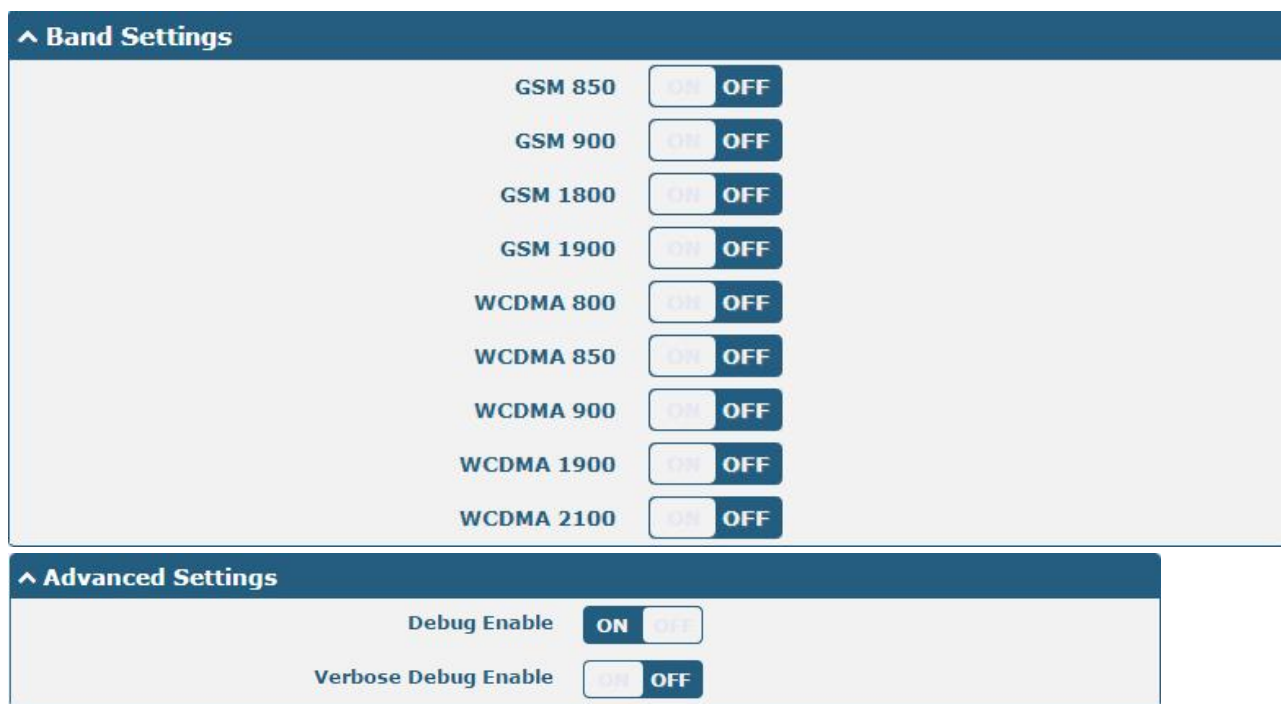 Band Settings
GSM 850 ON OFF
GSM 900 ON OFF
GSM 1800 ON OFF
GSM 1900 ON OFF
WCDMA 800 ON OFF
WCDMA 850 ON OFF
WCDMA 900 ON OFF
WCDMA 1900 ON OFF
WCDMA 2100 ON OFF
Advanced Settings
Debug Enable ON OFF
Verbose Debug Enable ON OFF